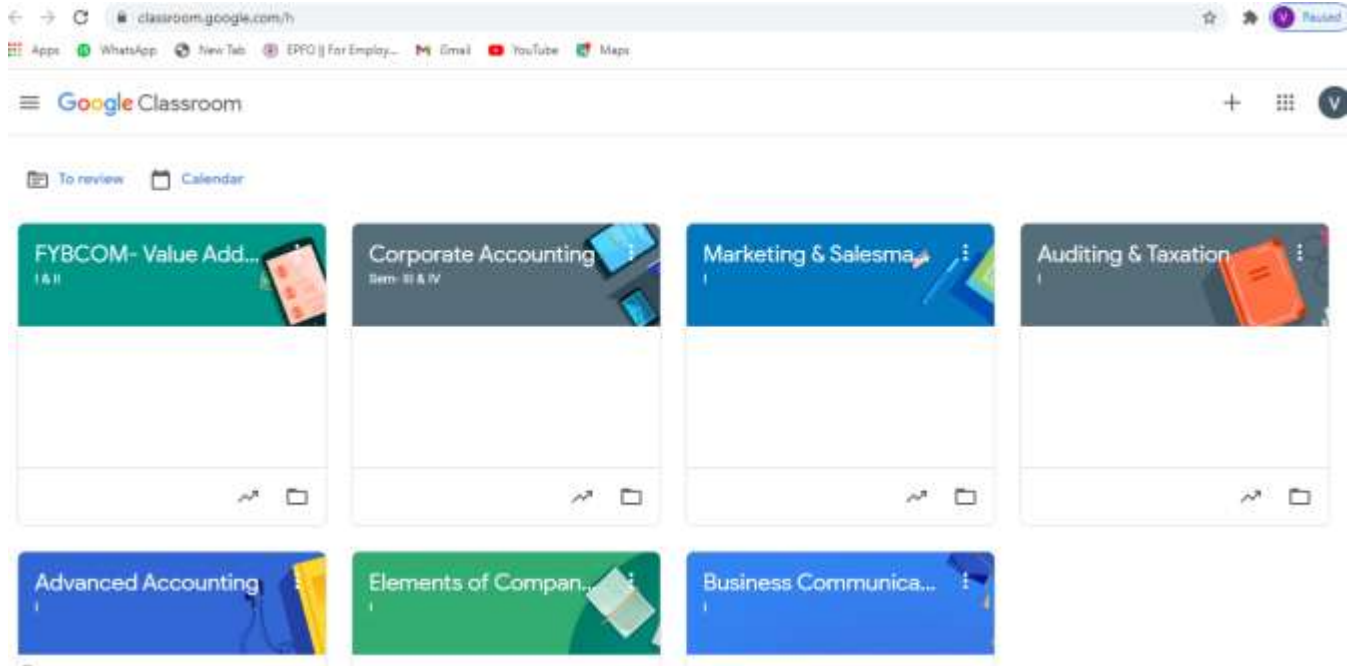 classroom.google.com/h
Paused
Apps WhatsApp New Tab EPFO || For Employ... Gmail YouTube Maps
Google Classroom
V
To review Calendar
FYBCOM- Value Add...
I & II
Corporate Accounting
Sem- III & IV
Marketing & Salesma...
I
Auditing & Taxation
I
Advanced Accounting
I
Elements of Compan...
I
Business Communica...
I